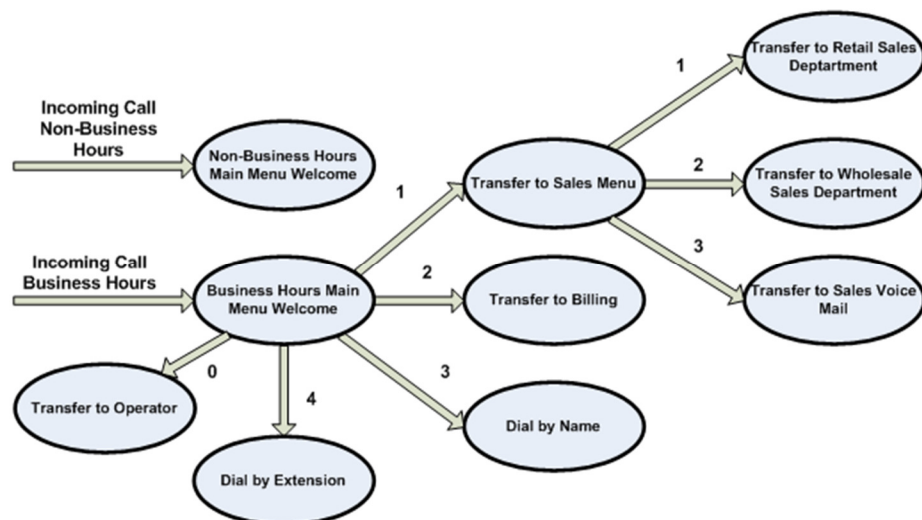 Transfer to Retail Sales
Deptartment
1
Incoming Call
Non-Business
Hours
Non-Business Hours
Main Menu Welcome
1
Transfer to Sales Menu
2
Transfer to Wholesale
Sales Department
3
Incoming Call
Business Hours
Business Hours Main
Menu Welcome
2
Transfer to Billing
Transfer to Sales Voice
Mail
0
4
3
Transfer to Operator
Dial by Name
Dial by Extension